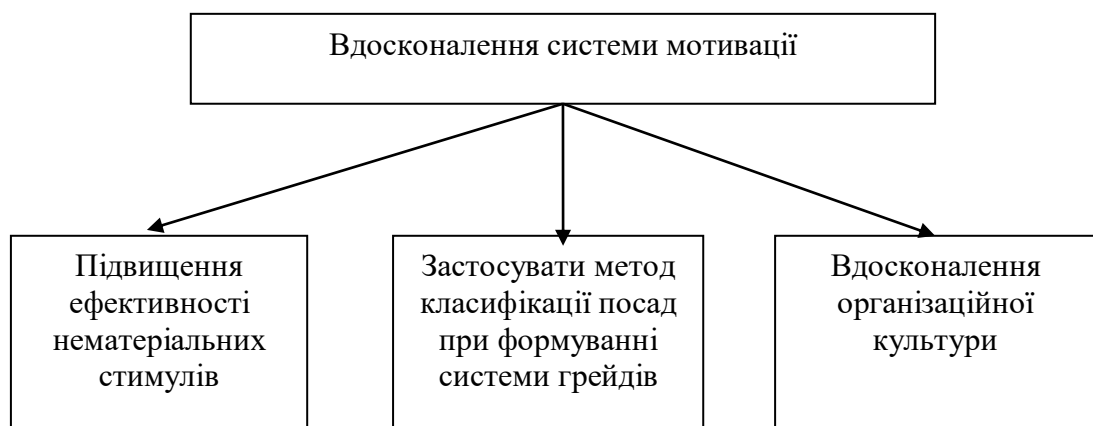 Вдосконалення системи мотивації
Підвищення
ефективності
нематеріальних
стимулів
Застосувати метод
класифікації посад
при формуванні
системи грейдів
Вдосконалення
організаційної
культури